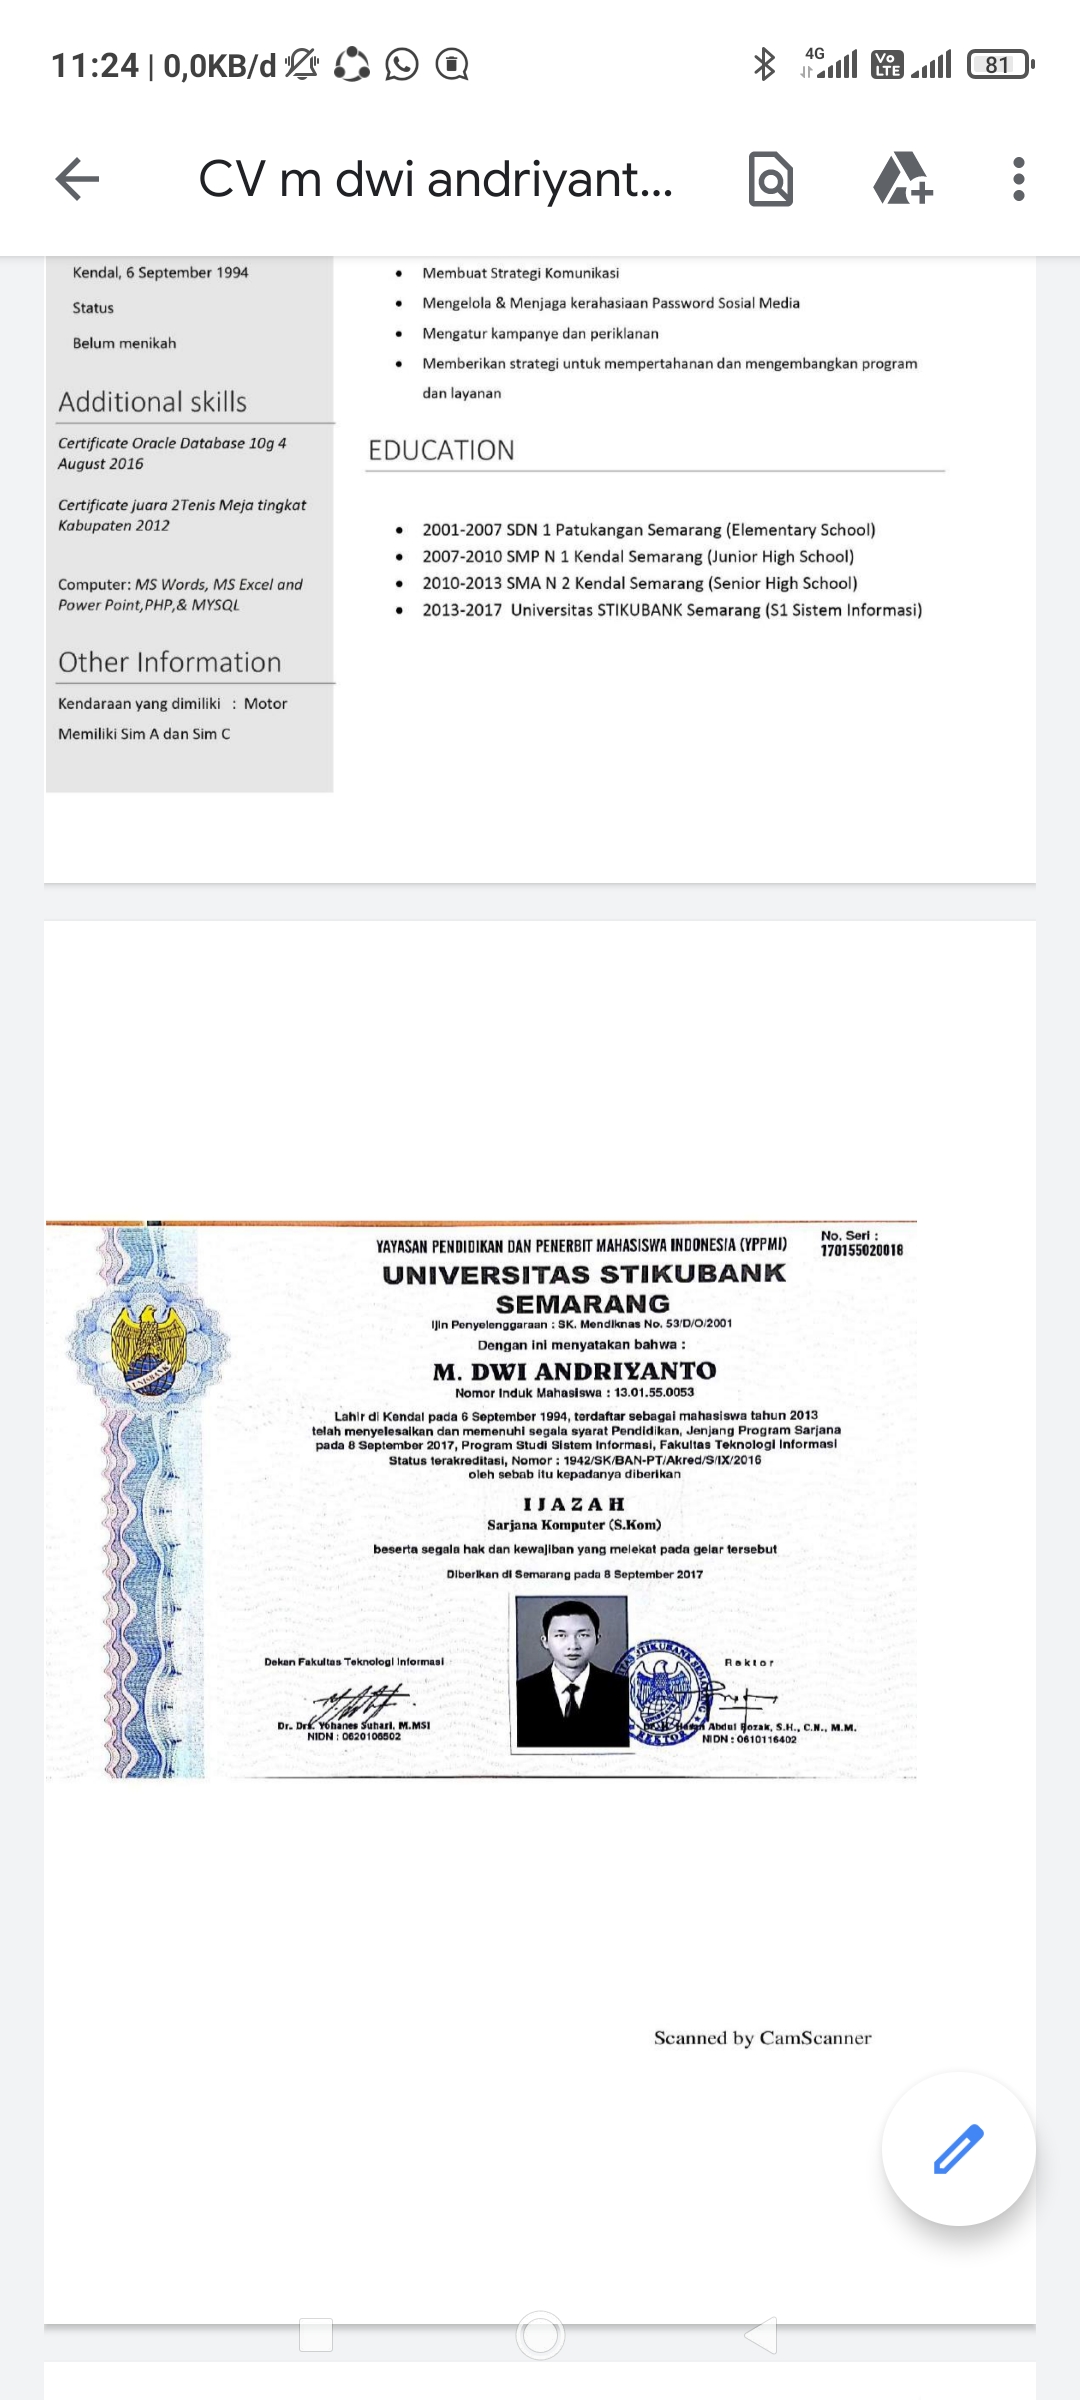 11:24 | 0,0KB/d
4G
Vo
LTE
81
CV m dwi andriyant...
Kendal, 6 September 1994
Status
Belum menikah
Additional skills
Certificate Oracle Database 10g 4
August 2016
Certificate juara 2Tenis Meja tingkat
Kabupaten 2012
Computer: MS Words, MS Excel and
Power Point,PHP,& MYSQL
Other Information
Kendaraan yang dimiliki : Motor
Memiliki Sim A dan Sim C
• Membuat Strategi Komunikasi
• Mengelola & Menjaga kerahasiaan Password Sosial Media
• Mengatur kampanye dan periklanan
• Memberikan strategi untuk mempertahanan dan mengembangkan program
dan layanan
EDUCATION
• 2001-2007 SDN 1 Patukangan Semarang (Elementary School)
• 2007-2010 SMP N 1 Kendal Semarang (Junior High School)
• 2010-2013 SMA N 2 Kendal Semarang (Senior High School)
• 2013-2017 Universitas STIKUBANK Semarang (S1 Sistem Informasi)
No. Seri :
170155020018
YAYASAN PENDIDIKAN DAN PENERBIT MAHASISWA INDONESIA (YPPMI)
UNIVERSITAS STIKUBANK
SEMARANG
Ijin Penyelenggaraan : SK. Mendiknas No. 53/D/O/2001
Dengan ini menyatakan bahwa :
M. DWI ANDRIYANTO
Nomor Induk Mahasiswa : 13.01.55.0053
Lahir di Kendal pada 6 September 1994, terdaftar sebagai mahasiswa tahun 2013
telah menyelesaikan dan memenuhi segala syarat Pendidikan, Jenjang Program Sarjana
pada 8 September 2017, Program Studi Sistem Informasi, Fakultas Teknologi Informasi
Status terakreditasi, Nomor : 1942/SK/BAN-PT/Akred/S/IX/2016
oleh sebab itu kepadanya diberikan
IJAZAH
Sarjana Komputer (S.Kom)
beserta segala hak dan kewajiban yang melekat pada gelar tersebut
Diberikan di Semarang pada 8 September 2017
UNISBANK
Dekan Fakultas Teknologi Informasi
Dr. Drs. Yohanes Suhari, M.MSI
NIDN : 0620106502
STIKUBANK SEMARANG
REKTOR
Rektor
Hasan Abdul Rozak, S.H., C.N., M.M.
NIDN : 0610116402
Scanned by CamScanner